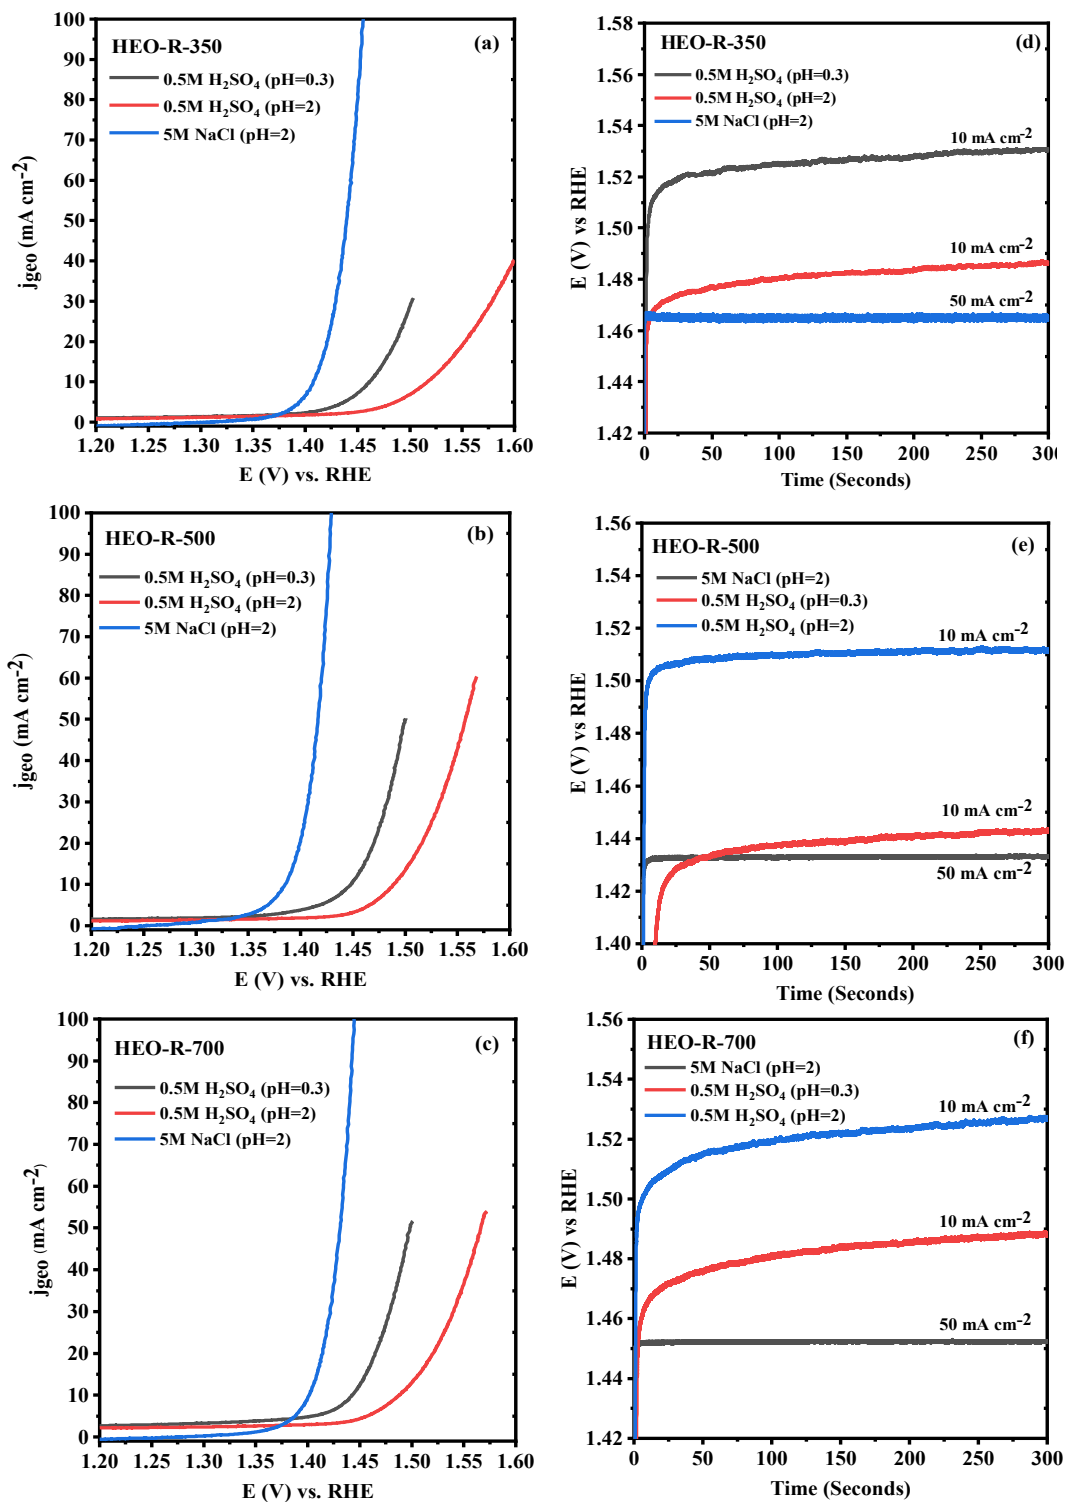 HEO-R-350
(a)
0.5M H₂SO₄ (pH=0.3)
0.5M H₂SO₄ (pH=2)
5M NaCl (pH=2)
100
90
80
70
60
50
40
30
20
10
0
jgeo (mA cm⁻²)
1.20 1.25 1.30 1.35 1.40 1.45 1.50 1.55 1.60
E (V) vs. RHE
HEO-R-350
(d)
0.5M H₂SO₄ (pH=0.3)
0.5M H₂SO₄ (pH=2)
5M NaCl (pH=2)
10 mA cm⁻²
10 mA cm⁻²
50 mA cm⁻²
1.58
1.56
1.54
1.52
1.50
1.48
1.46
1.44
1.42
E (V) vs RHE
0 50 100 150 200 250 300
Time (Seconds)
HEO-R-500
(b)
0.5M H₂SO₄ (pH=0.3)
0.5M H₂SO₄ (pH=2)
5M NaCl (pH=2)
100
90
80
70
60
50
40
30
20
10
0
jgeo (mA cm⁻²)
1.20 1.25 1.30 1.35 1.40 1.45 1.50 1.55 1.60
E (V) vs. RHE
HEO-R-500
(e)
5M NaCl (pH=2)
0.5M H₂SO₄ (pH=0.3)
0.5M H₂SO₄ (pH=2)
10 mA cm⁻²
10 mA cm⁻²
50 mA cm⁻²
1.56
1.54
1.52
1.50
1.48
1.46
1.44
1.42
1.40
E (V) vs RHE
0 50 100 150 200 250 300
Time (Seconds)
HEO-R-700
(c)
0.5M H₂SO₄ (pH=0.3)
0.5M H₂SO₄ (pH=2)
5M NaCl (pH=2)
100
90
80
70
60
50
40
30
20
10
0
jgeo (mA cm⁻²)
1.20 1.25 1.30 1.35 1.40 1.45 1.50 1.55 1.60
E (V) vs. RHE
HEO-R-700
(f)
5M NaCl (pH=2)
0.5M H₂SO₄ (pH=0.3)
0.5M H₂SO₄ (pH=2)
10 mA cm⁻²
10 mA cm⁻²
50 mA cm⁻²
1.56
1.54
1.52
1.50
1.48
1.46
1.44
1.42
E (V) vs RHE
0 50 100 150 200 250 300
Time (Seconds)